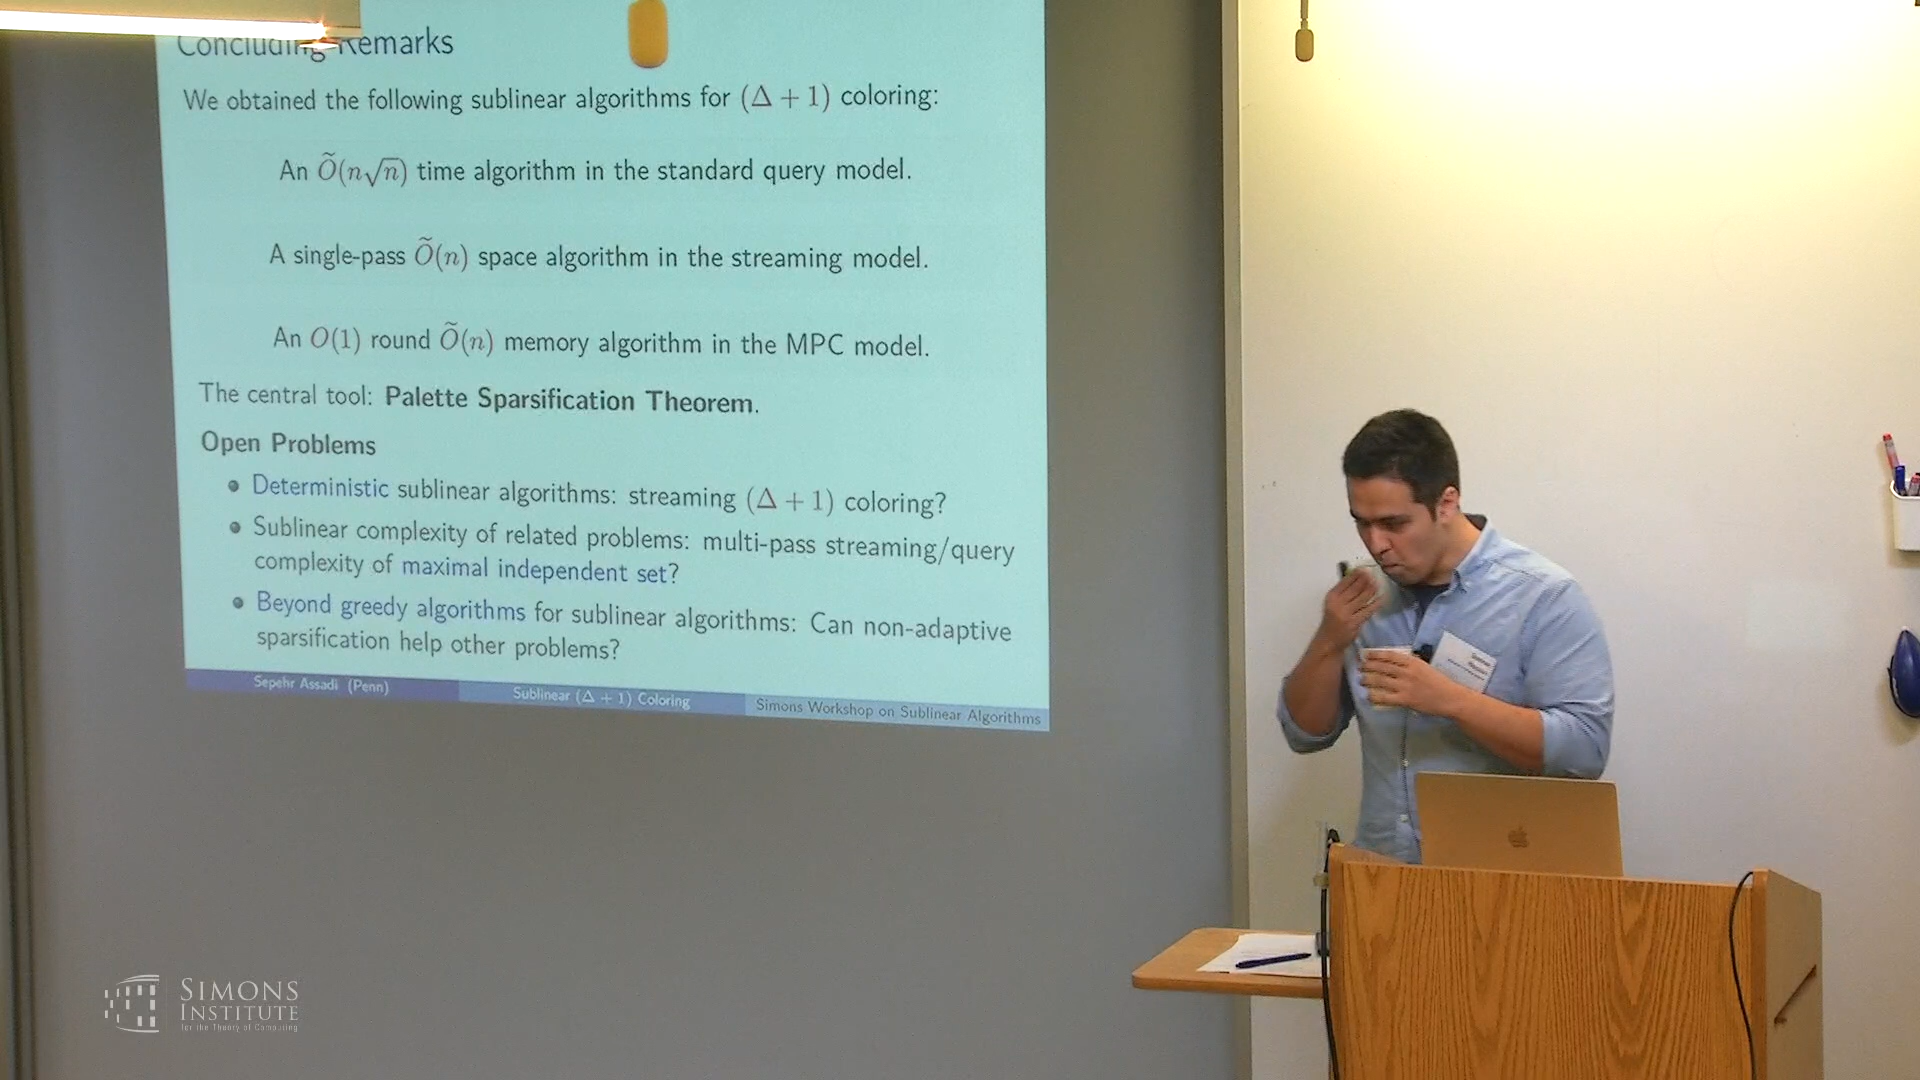 Concluding Remarks
We obtained the following sublinear algorithms for (Δ + 1) coloring:
An Õ(n√n) time algorithm in the standard query model.
A single-pass Õ(n) space algorithm in the streaming model.
An O(1) round Õ(n) memory algorithm in the MPC model.
The central tool: Palette Sparsification Theorem.
Open Problems
Deterministic sublinear algorithms: streaming (Δ + 1) coloring?
Sublinear complexity of related problems: multi-pass streaming/query
complexity of maximal independent set?
Beyond greedy algorithms for sublinear algorithms: Can non-adaptive
sparsification help other problems?
Sepehr Assadi (Penn)
Sublinear (Δ + 1) Coloring
Simons Workshop on Sublinear Algorithms
SIMONS
INSTITUTE
for the Theory of Computing